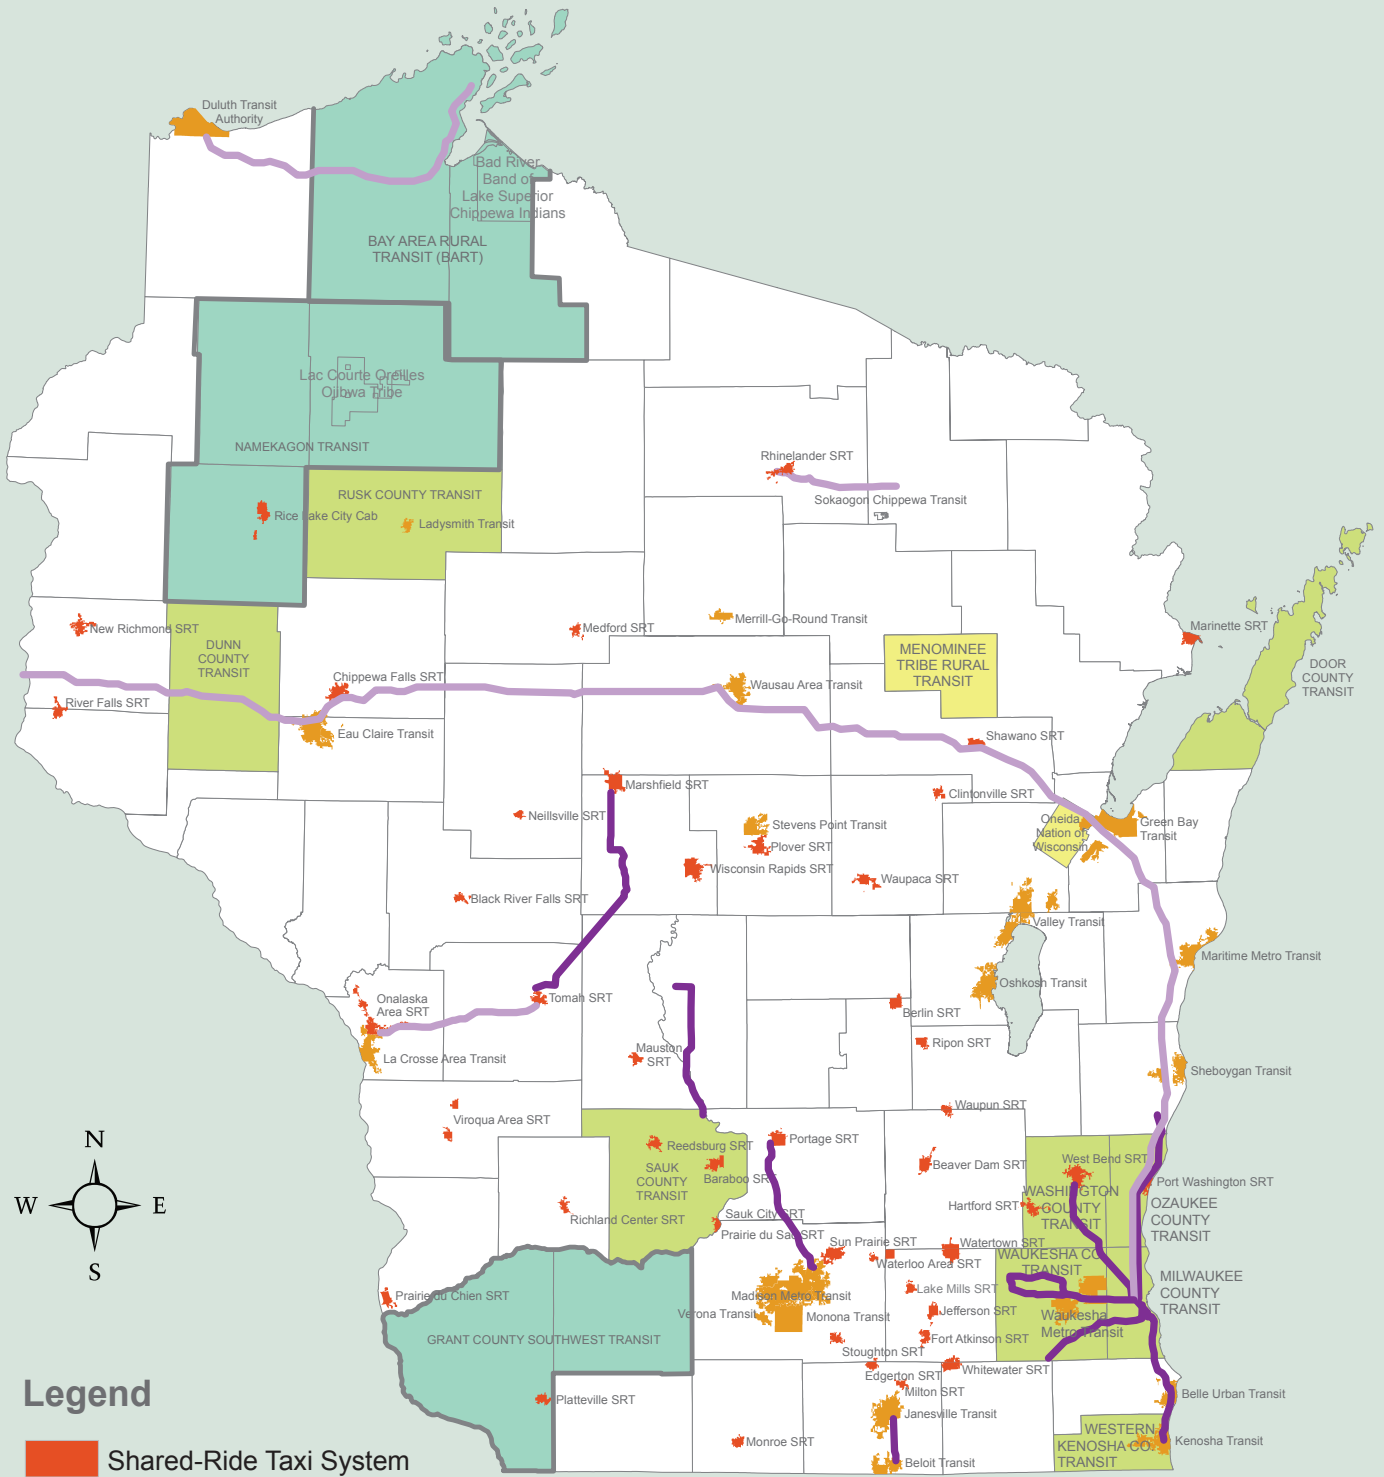 Duluth Transit
Authority
Bad River
Band of
Lake Superior
Chippewa Indians
BAY AREA RURAL
TRANSIT (BART)
Lac Courte Oreilles
Ojibwa Tribe
NAMEKAGON TRANSIT
Rhinelander SRT
Sokaogon Chippewa Transit
RUSK COUNTY TRANSIT
Rice Lake City Cab
Ladysmith Transit
New Richmond SRT
Medford SRT
Merrill-Go-Round Transit
Marinette SRT
DUNN
COUNTY
TRANSIT
MENOMINEE
TRIBE RURAL
TRANSIT
DOOR
COUNTY
TRANSIT
Chippewa Falls SRT
Wausau Area Transit
River Falls SRT
Eau Claire Transit
Shawano SRT
Marshfield SRT
Clintonville SRT
Neillsville SRT
Stevens Point Transit
Plover SRT
Oneida
Nation of
Wisconsin
Green Bay
Transit
Wisconsin Rapids SRT
Waupaca SRT
Black River Falls SRT
Valley Transit
Maritime Metro Transit
Onalaska
Area SRT
Tomah SRT
Oshkosh Transit
Berlin SRT
La Crosse Area Transit
Mauston
SRT
Ripon SRT
Sheboygan Transit
Viroqua Area SRT
Waupun SRT
Reedsburg SRT
Portage SRT
SAUK
COUNTY
TRANSIT
Baraboo SRT
Beaver Dam SRT
West Bend SRT
Port Washington SRT
WASHINGTON
COUNTY
TRANSIT
Hartford SRT
OZAUKEE
COUNTY
TRANSIT
Richland Center SRT
Sauk City SRT
Prairie du Sac SRT
Sun Prairie SRT
Watertown SRT
Waterloo Area SRT
WAUKESHA CO.
TRANSIT
MILWAUKEE
COUNTY
TRANSIT
Prairie du Chien SRT
Madison Metro Transit
Lake Mills SRT
Verona Transit
Monona Transit
Jefferson SRT
Waukesha
Metro Transit
GRANT COUNTY SOUTHWEST TRANSIT
Fort Atkinson SRT
Stoughton SRT
Whitewater SRT
Edgerton SRT
Milton SRT
Platteville SRT
Janesville Transit
Belle Urban Transit
Monroe SRT
WESTERN
KENOSHA CO.
TRANSIT
Kenosha Transit
Beloit Transit
N
W
E
S
Legend
Shared-Ride Taxi System